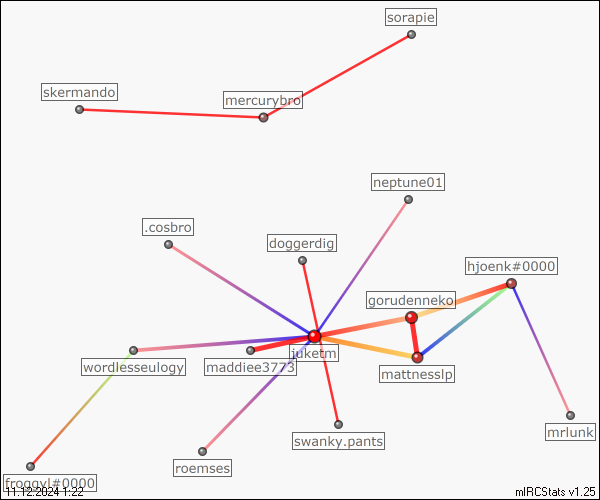 sorapie
skermando
mercurybro
neptune01
.cosbro
doggerdig
hjoenk#0000
gorudenneko
juketm
wordlesseulogy
maddiee3773
mattnesslp
mrlunk
swanky.pants
roemses
froggyl#0000
11.12.2024 1:22
mIRCStats v1.25